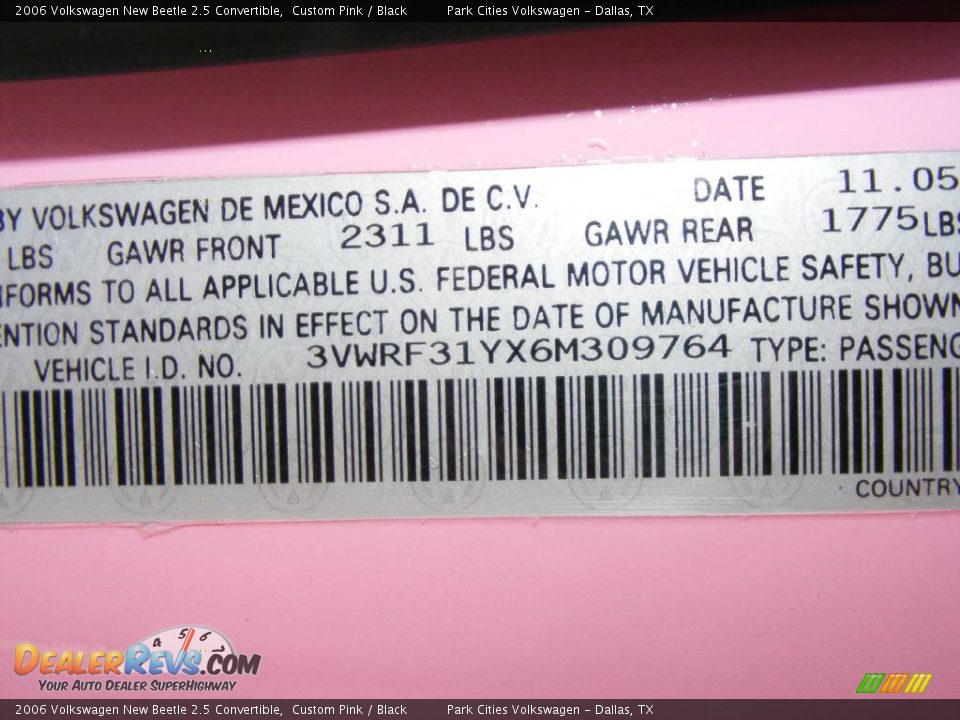 2006 Volkswagen New Beetle 2.5 Convertible, Custom Pink / Black Park Cities Volkswagen - Dallas, TX
BY VOLKSWAGEN DE MEXICO S.A. DE C.V. DATE 11.05
LBS GAWR FRONT 2311 LBS GAWR REAR 1775 LBS
NFORMS TO ALL APPLICABLE U.S. FEDERAL MOTOR VEHICLE SAFETY, BU
ENTION STANDARDS IN EFFECT ON THE DATE OF MANUFACTURE SHOWN
VEHICLE I.D. NO. 3VWRF31YX6M309764 TYPE: PASSENG
COUNTRY
4 5 6 7
DEALERREVS.COM
YOUR AUTO DEALER SUPERHIGHWAY
2006 Volkswagen New Beetle 2.5 Convertible, Custom Pink / Black Park Cities Volkswagen - Dallas, TX